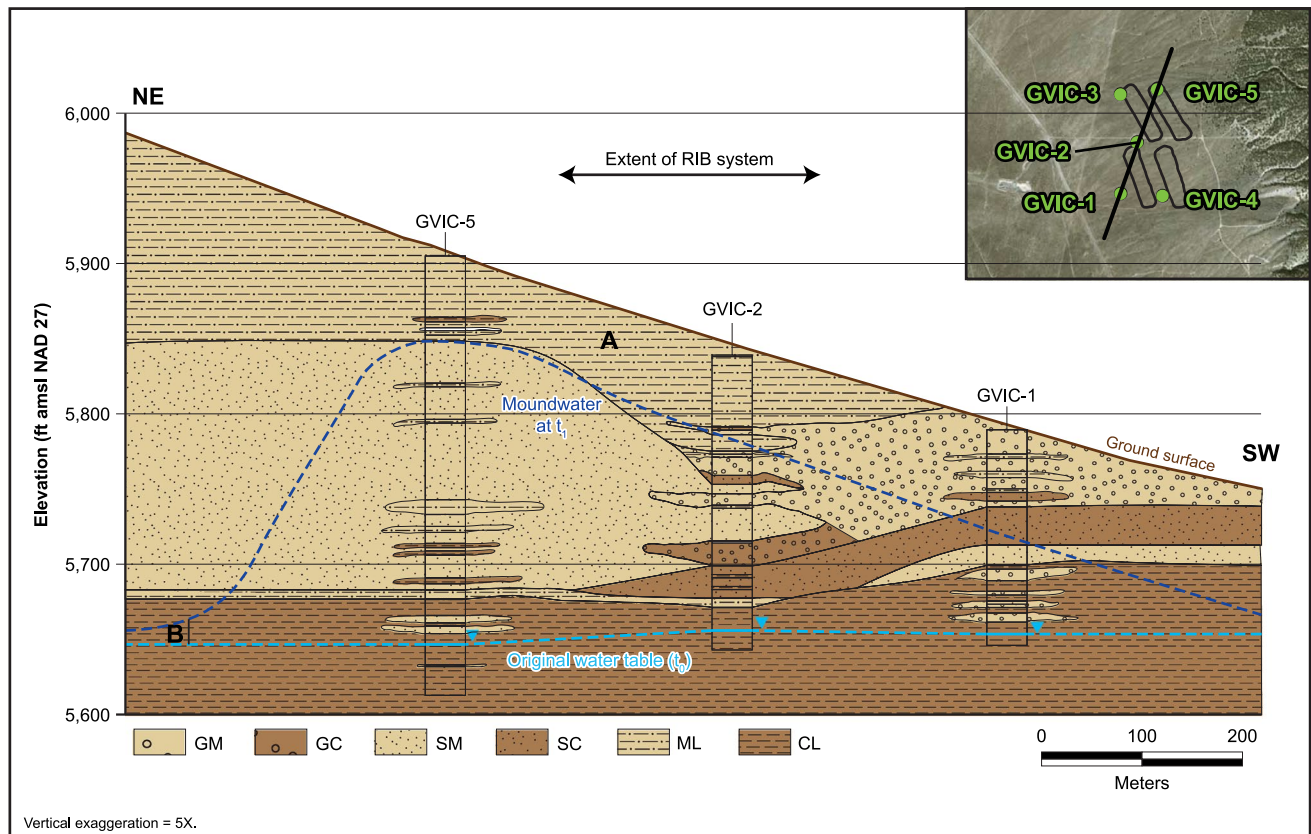 NE
6,000
5,900
5,800
5,700
5,600
Elevation (ft amsl NAD 27)
Extent of RIB system
GVIC-5
GVIC-2
GVIC-1
A
B
Moundwater
at t1
Original water table (t0)
Ground surface
SW
GVIC-3
GVIC-5
GVIC-2
GVIC-1
GVIC-4
GM
GC
SM
SC
ML
CL
0 100 200
Meters
Vertical exaggeration = 5X.